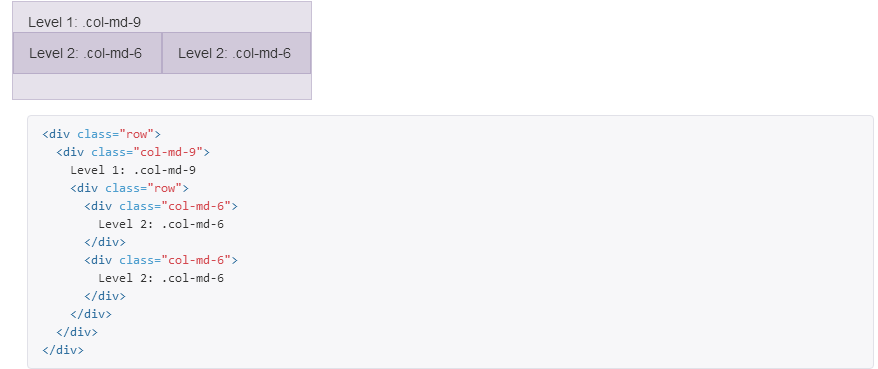 Level 1: .col-md-9
Level 2: .col-md-6 Level 2: .col-md-6
<div class="row">
  <div class="col-md-9">
    Level 1: .col-md-9
    <div class="row">
      <div class="col-md-6">
        Level 2: .col-md-6
      </div>
      <div class="col-md-6">
        Level 2: .col-md-6
      </div>
    </div>
  </div>
</div>